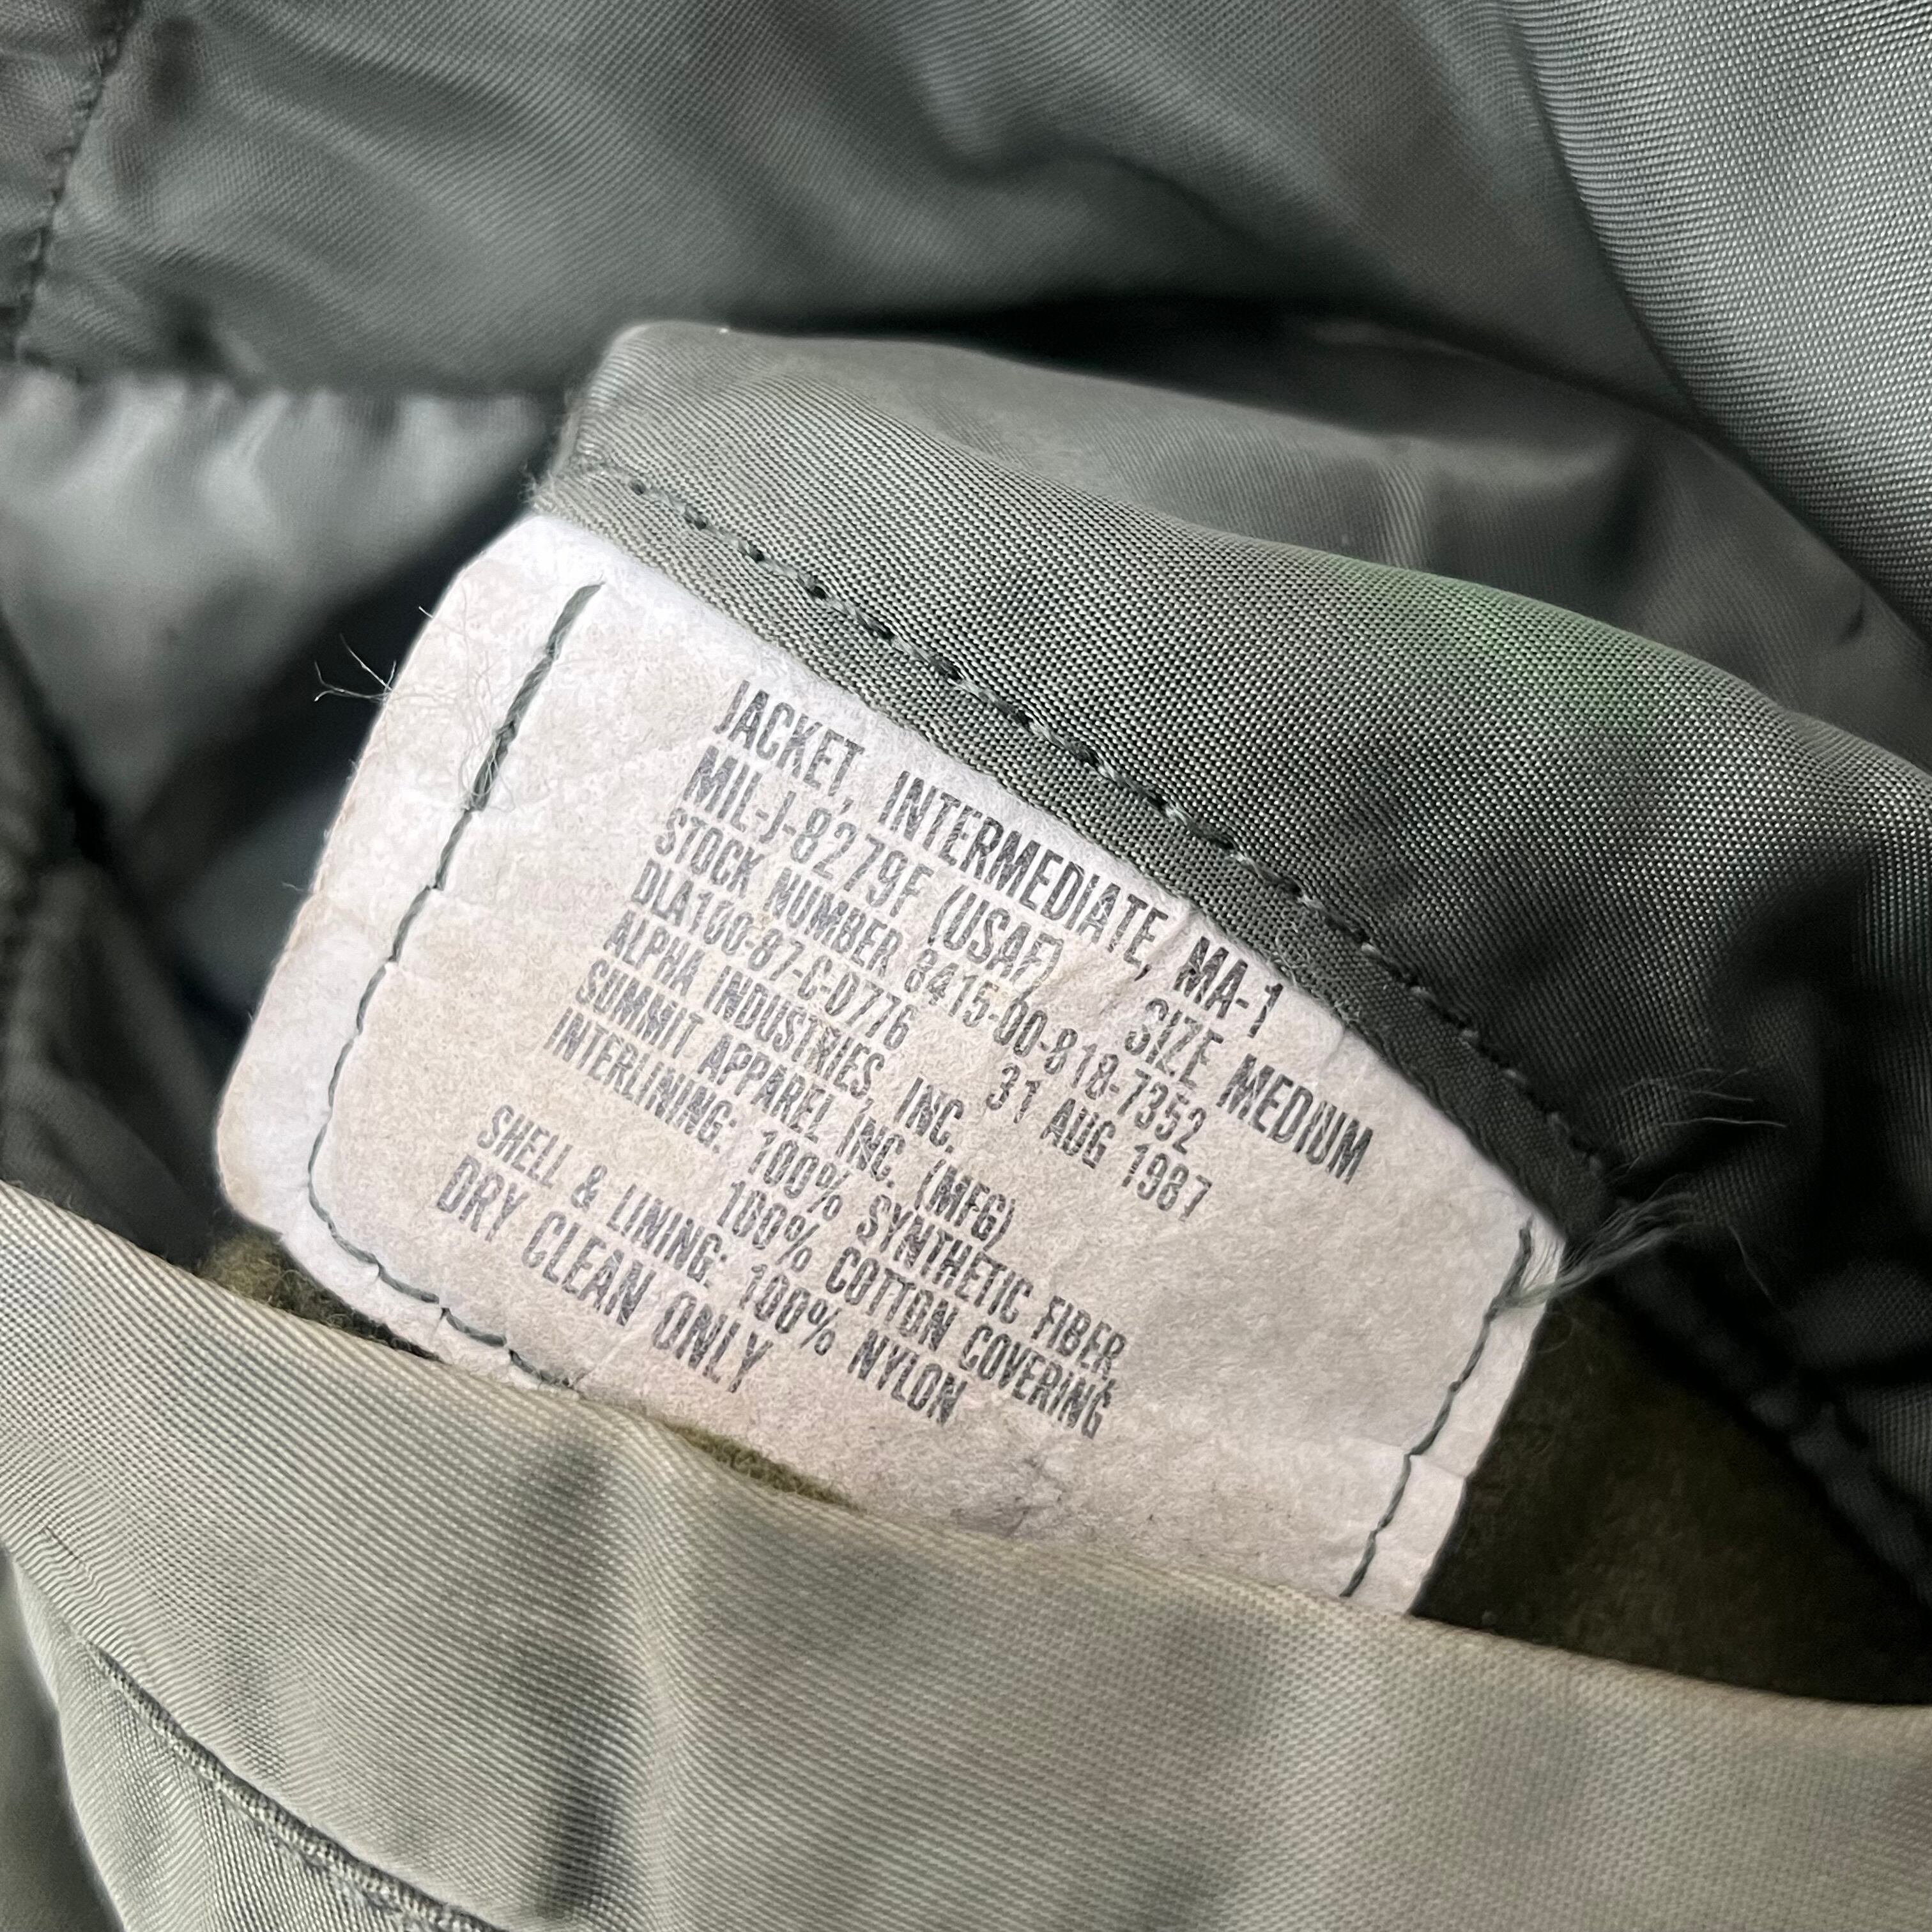 JACKET, INTERMEDIATE, MA-1
MIL-J-8279F (USAF) SIZE MEDIUM
STOCK NUMBER 8415-00-818-7352
DLA100-87-C-0776 31 AUG 1987
ALPHA INDUSTRIES, INC.
SUMMIT APPAREL INC. (MFG)
INTERLINING: 100% SYNTHETIC FIBER,
100% COTTON COVERING
SHELL & LINING: 100% NYLON
DRY CLEAN ONLY